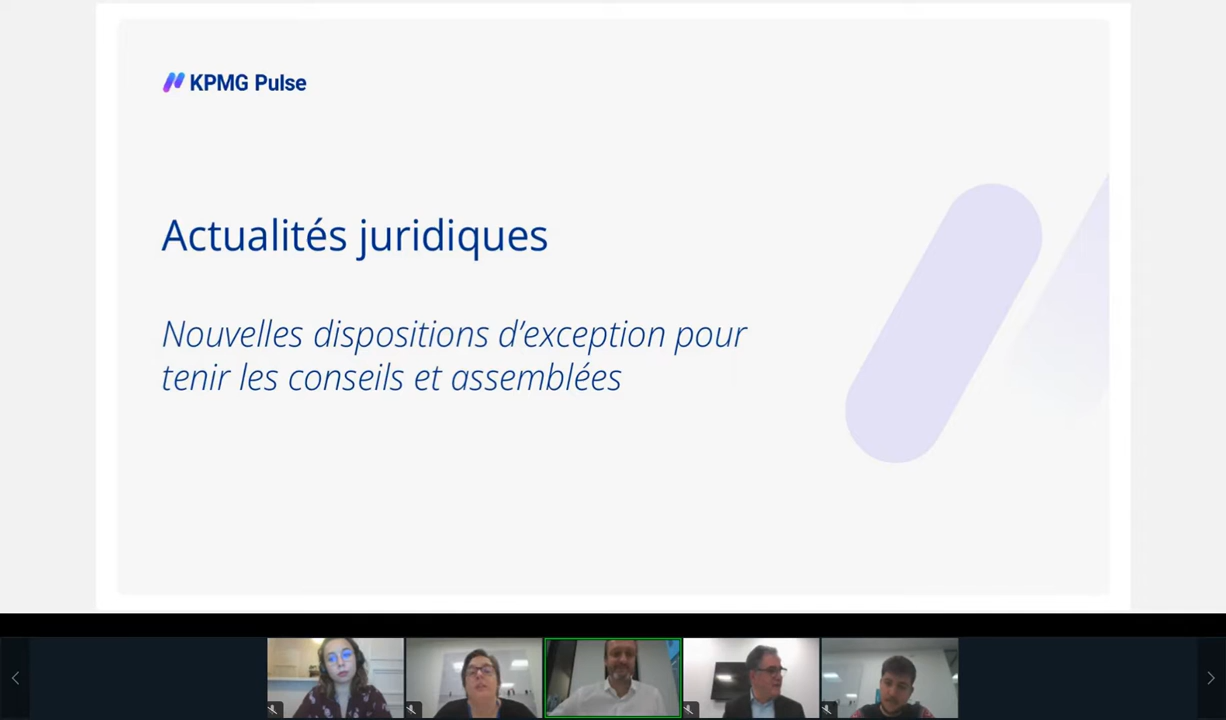 KPMG Pulse
Actualités juridiques
Nouvelles dispositions d’exception pour
tenir les conseils et assemblées